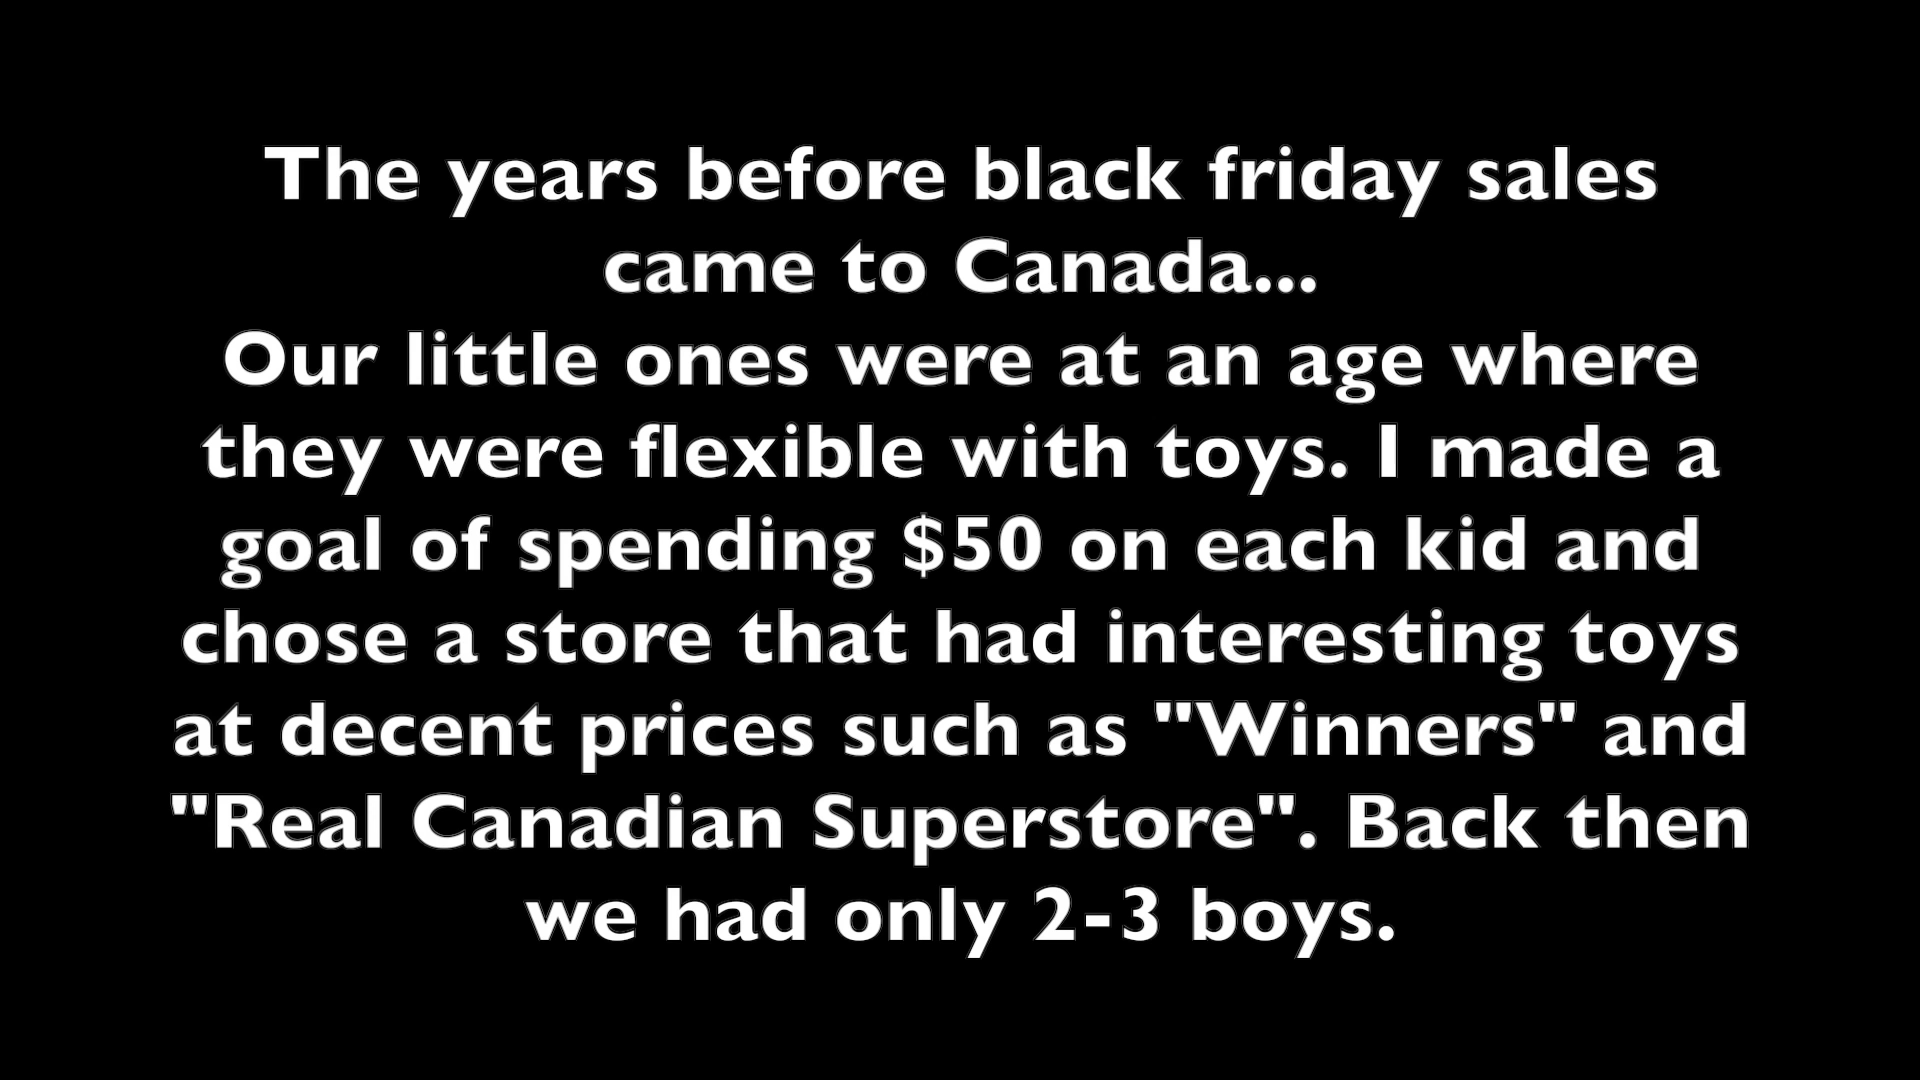 The years before black friday sales
came to Canada...
Our little ones were at an age where
they were flexible with toys. I made a
goal of spending $50 on each kid and
chose a store that had interesting toys
at decent prices such as "Winners" and
"Real Canadian Superstore". Back then
we had only 2-3 boys.